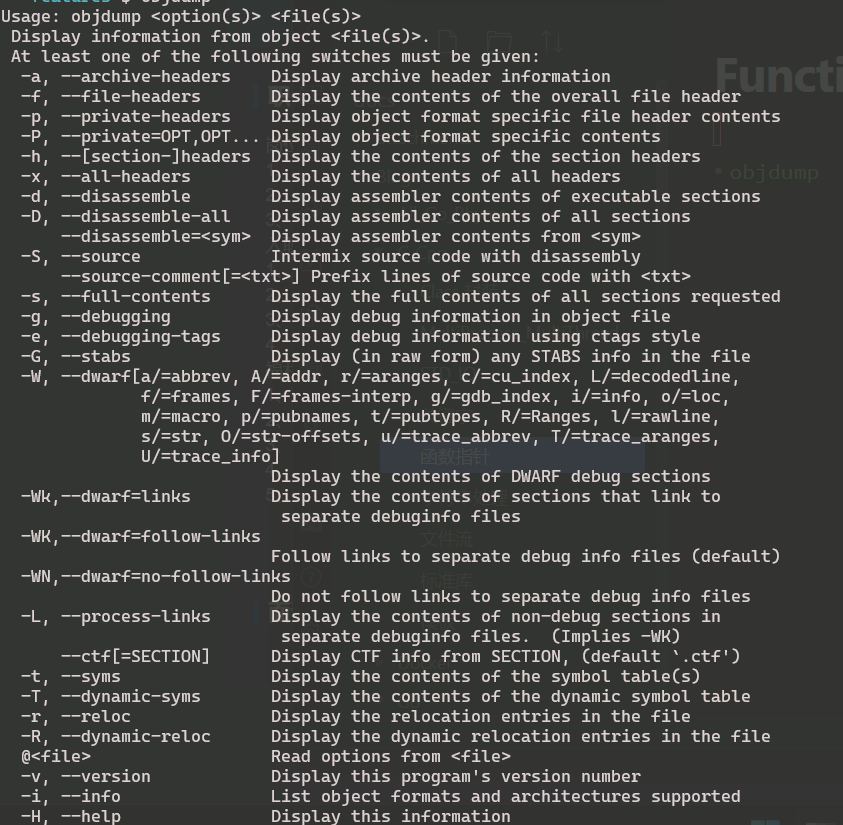 features $ objdump
Usage: objdump <option(s)> <file(s)>
 Display information from object <file(s)>.
 At least one of the following switches must be given:
  -a, --archive-headers    Display archive header information
  -f, --file-headers       Display the contents of the overall file header
  -p, --private-headers    Display object format specific file header contents
  -P, --private=OPT,OPT... Display object format specific contents
  -h, --[section-]headers  Display the contents of the section headers
  -x, --all-headers        Display the contents of all headers
  -d, --disassemble        Display assembler contents of executable sections
  -D, --disassemble-all    Display assembler contents of all sections
      --disassemble=<sym>  Display assembler contents from <sym>
  -S, --source             Intermix source code with disassembly
      --source-comment[=<txt>] Prefix lines of source code with <txt>
  -s, --full-contents      Display the full contents of all sections requested
  -g, --debugging          Display debug information in object file
  -e, --debugging-tags     Display debug information using ctags style
  -G, --stabs              Display (in raw form) any STABS info in the file
  -W, --dwarf[a/=abbrev, A/=addr, r/=aranges, c/=cu_index, L/=decodedline,
              f/=frames, F/=frames-interp, g/=gdb_index, i/=info, o/=loc,
              m/=macro, p/=pubnames, t/=pubtypes, R/=Ranges, l/=rawline,
              s/=str, O/=str-offsets, u/=trace_abbrev, T/=trace_aranges,
              U/=trace_info]
                           Display the contents of DWARF debug sections
  -Wk,--dwarf=links        Display the contents of sections that link to
                            separate debuginfo files
  -WK,--dwarf=follow-links
                           Follow links to separate debug info files (default)
  -WN,--dwarf=no-follow-links
                           Do not follow links to separate debug info files
  -L, --process-links      Display the contents of non-debug sections in
                            separate debuginfo files.  (Implies -WK)
      --ctf[=SECTION]      Display CTF info from SECTION, (default `.ctf')
  -t, --syms               Display the contents of the symbol table(s)
  -T, --dynamic-syms       Display the contents of the dynamic symbol table
  -r, --reloc              Display the relocation entries in the file
  -R, --dynamic-reloc      Display the dynamic relocation entries in the file
  @<file>                  Read options from <file>
  -v, --version            Display this program's version number
  -i, --info               List object formats and architectures supported
  -H, --help               Display this information
Functi
• objdump
函数指针
文件流
标准库